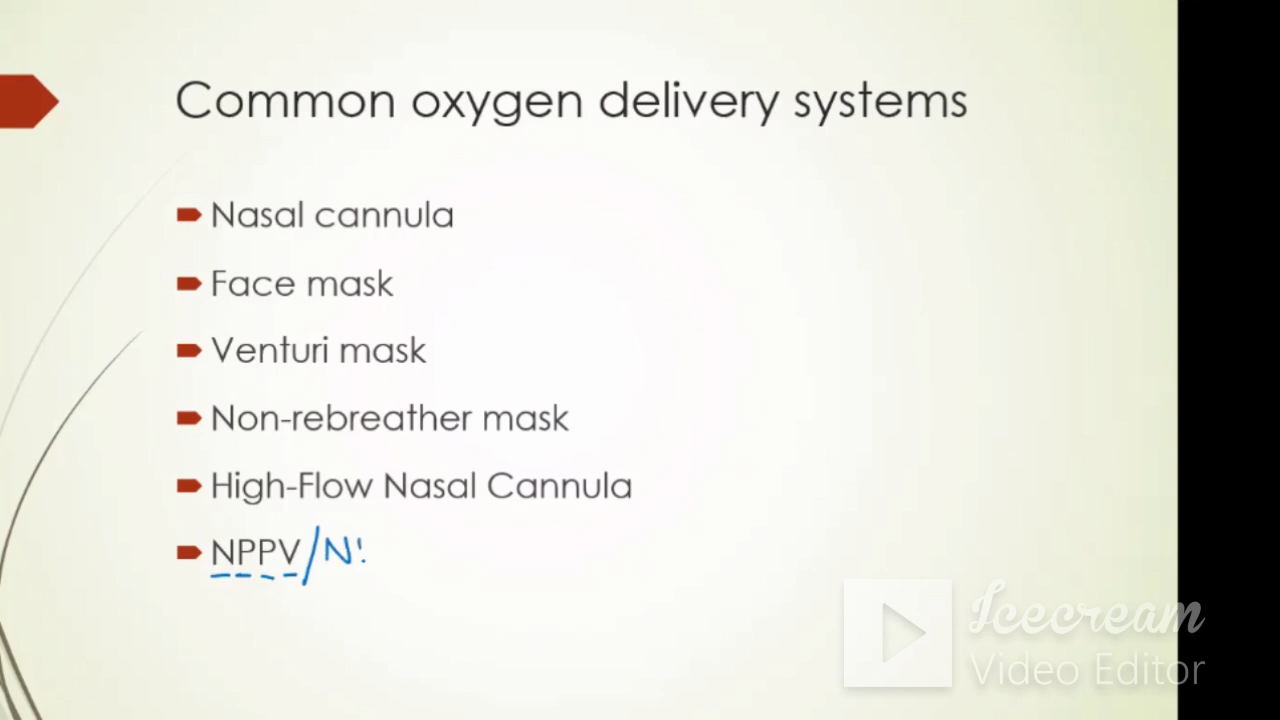 Common oxygen delivery systems
Nasal cannula
Face mask
Venturi mask
Non-rebreather mask
High-Flow Nasal Cannula
NPPV/N!
Icecream
Video Editor